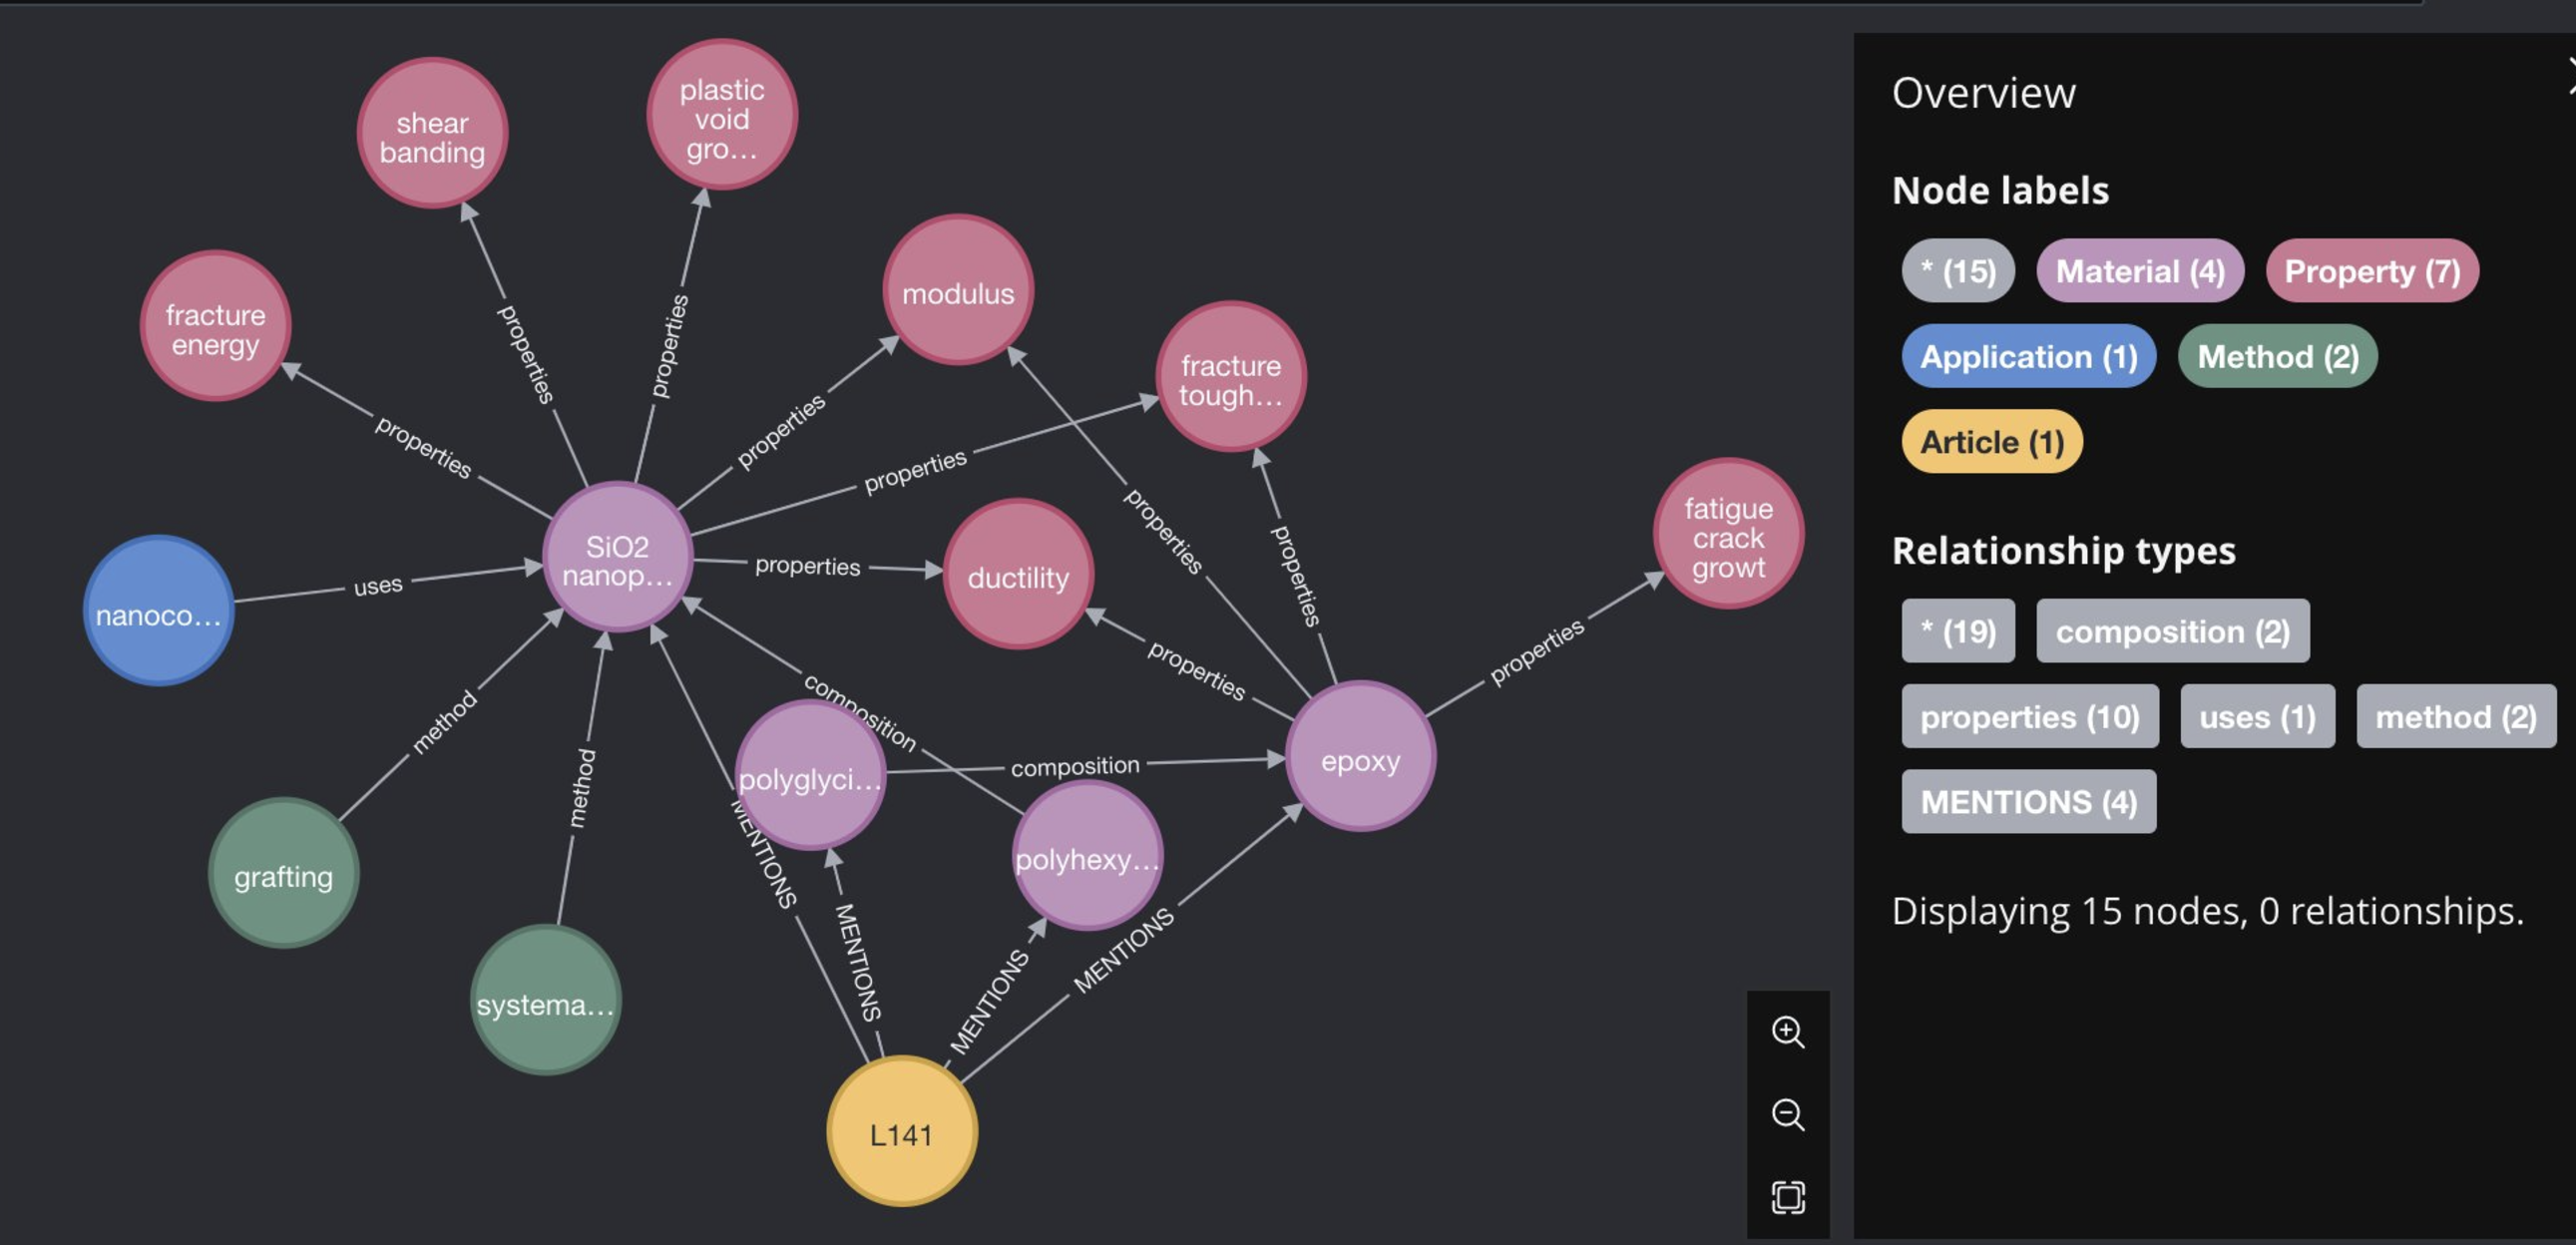 shear
banding
plastic
void
gro...
modulus
fracture
energy
fracture
tough...
properties
properties
properties
properties
properties
SiO2
nanop...
properties
ductility
properties
properties
fatigue
crack
growt
nanoco...
uses
properties
properties
method
composition
polyglyci...
composition
epoxy
method
MENTIONS
polyhexy...
grafting
MENTIONS
MENTIONS
MENTIONS
systema...
L141
Overview
Node labels
* (15) Material (4) Property (7)
Application (1) Method (2)
Article (1)
Relationship types
* (19) composition (2)
properties (10) uses (1) method (2)
MENTIONS (4)
Displaying 15 nodes, 0 relationships.